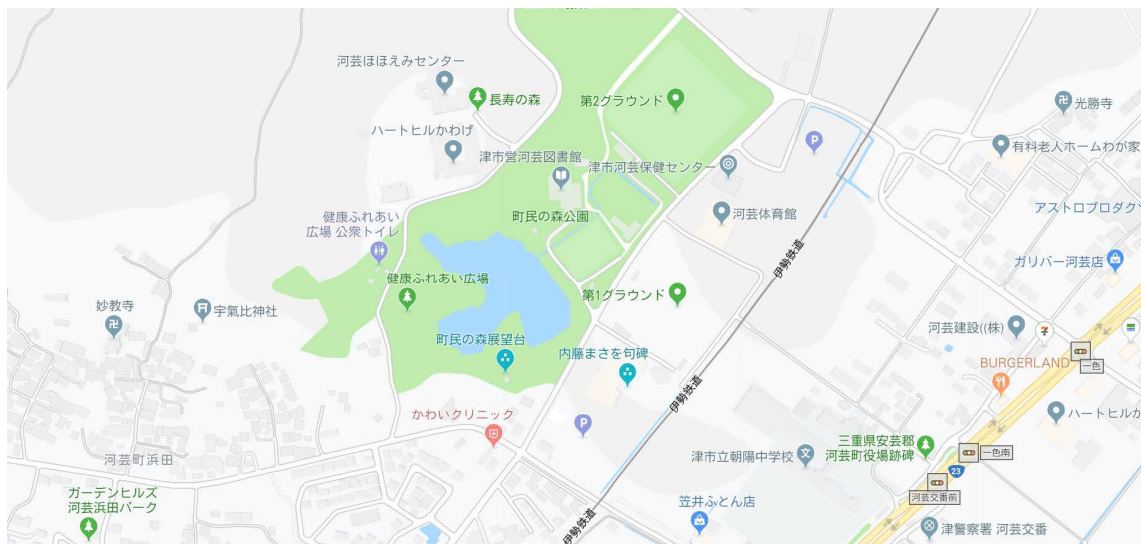 河芸ほほえみセンター
長寿の森
第2グラウンド
ハートヒルかわげ
津市営河芸図書館
津市河芸保健センター
P
光勝寺
有料老人ホームわが家
町民の森公園
河芸体育館
健康ふれあい
広場 公衆トイレ
アストロプロダク
伊勢鉄道
ガリバー河芸店
健康ふれあい広場
第1グラウンド
妙教寺
宇氣比神社
町民の森展望台
内藤まさを句碑
河芸建設((株)
7
BURGERLAND
一色
伊勢鉄道
かわいクリニック
P
ハートヒルか
河芸町浜田
津市立朝陽中学校
文
三重県安芸郡
河芸町役場跡碑
一色南
23
河芸交番前
ガーデンヒルズ
河芸浜田パーク
笠井ふとん店
伊勢鉄道
津警察署 河芸交番